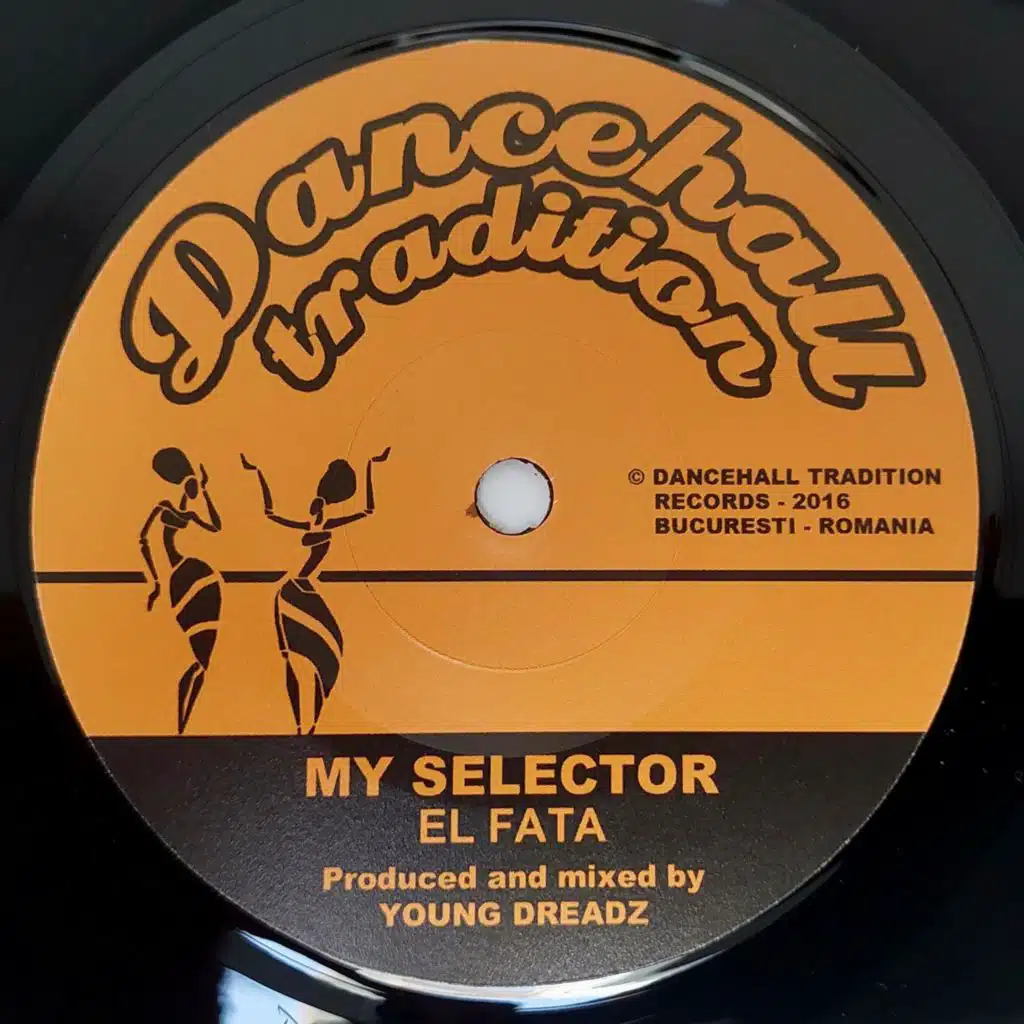 Dancehall
tradition
© DANCEHALL TRADITION
RECORDS - 2016
BUCURESTI - ROMANIA
MY SELECTOR
EL FATA
Produced and mixed by
YOUNG DREADZ